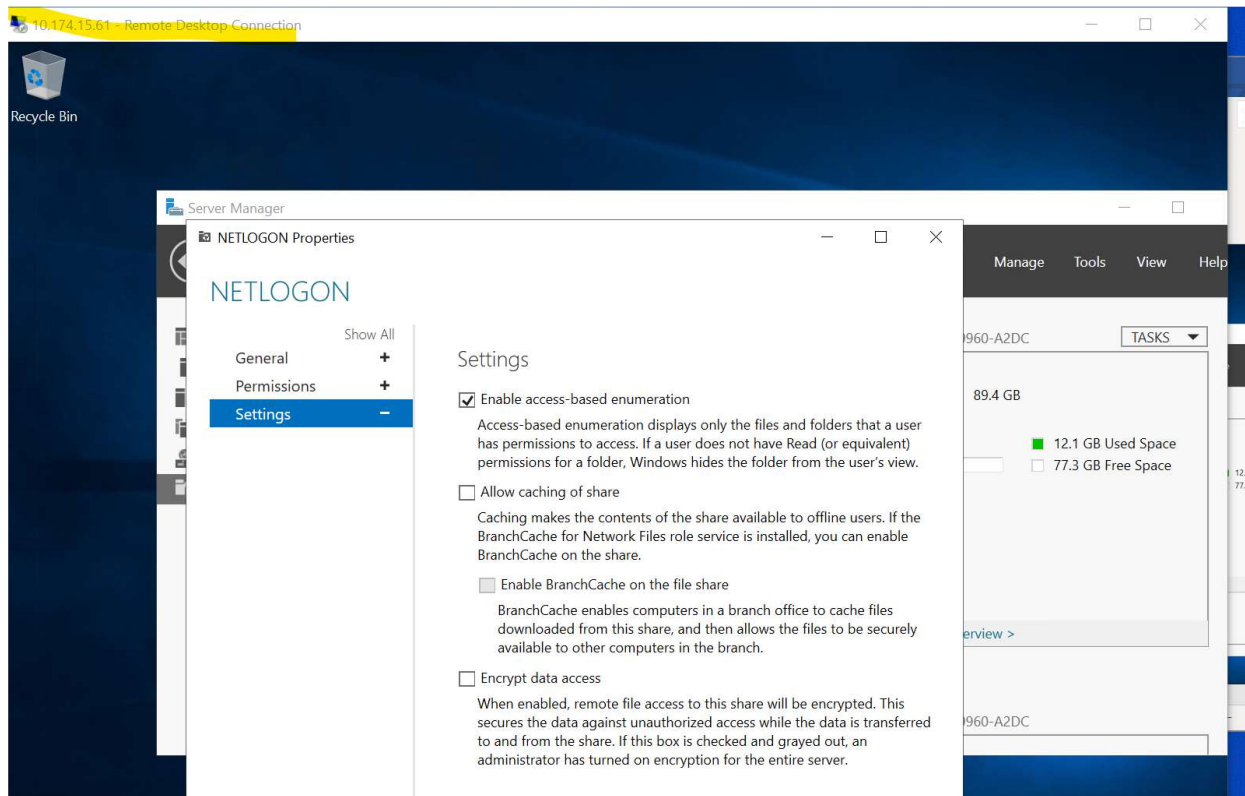 10.174.15.61 - Remote Desktop Connection
Recycle Bin
Server Manager
NETLOGON Properties
Manage Tools View Help
NETLOGON
Show All
General
Permissions
Settings
Settings
Enable access-based enumeration
Access-based enumeration displays only the files and folders that a user
has permissions to access. If a user does not have Read (or equivalent)
permissions for a folder, Windows hides the folder from the user's view.
Allow caching of share
Caching makes the contents of the share available to offline users. If the
BranchCache for Network Files role service is installed, you can enable
BranchCache on the share.
Enable BranchCache on the file share
BranchCache enables computers in a branch office to cache files
downloaded from this share, and then allows the files to be securely
available to other computers in the branch.
Encrypt data access
When enabled, remote file access to this share will be encrypted. This
secures the data against unauthorized access while the data is transferred
to and from the share. If this box is checked and grayed out, an
administrator has turned on encryption for the entire server.
960-A2DC
TASKS
89.4 GB
12.1 GB Used Space
77.3 GB Free Space
erview >
960-A2DC
12.
77.